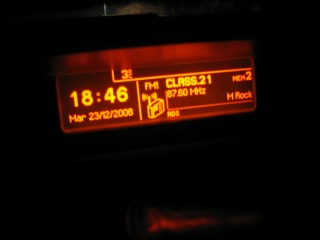 3°
18:46
Mar 23/12/2008
FM1 CLASS.21 MEM 2
87.60 MHz
M Rock
RDS